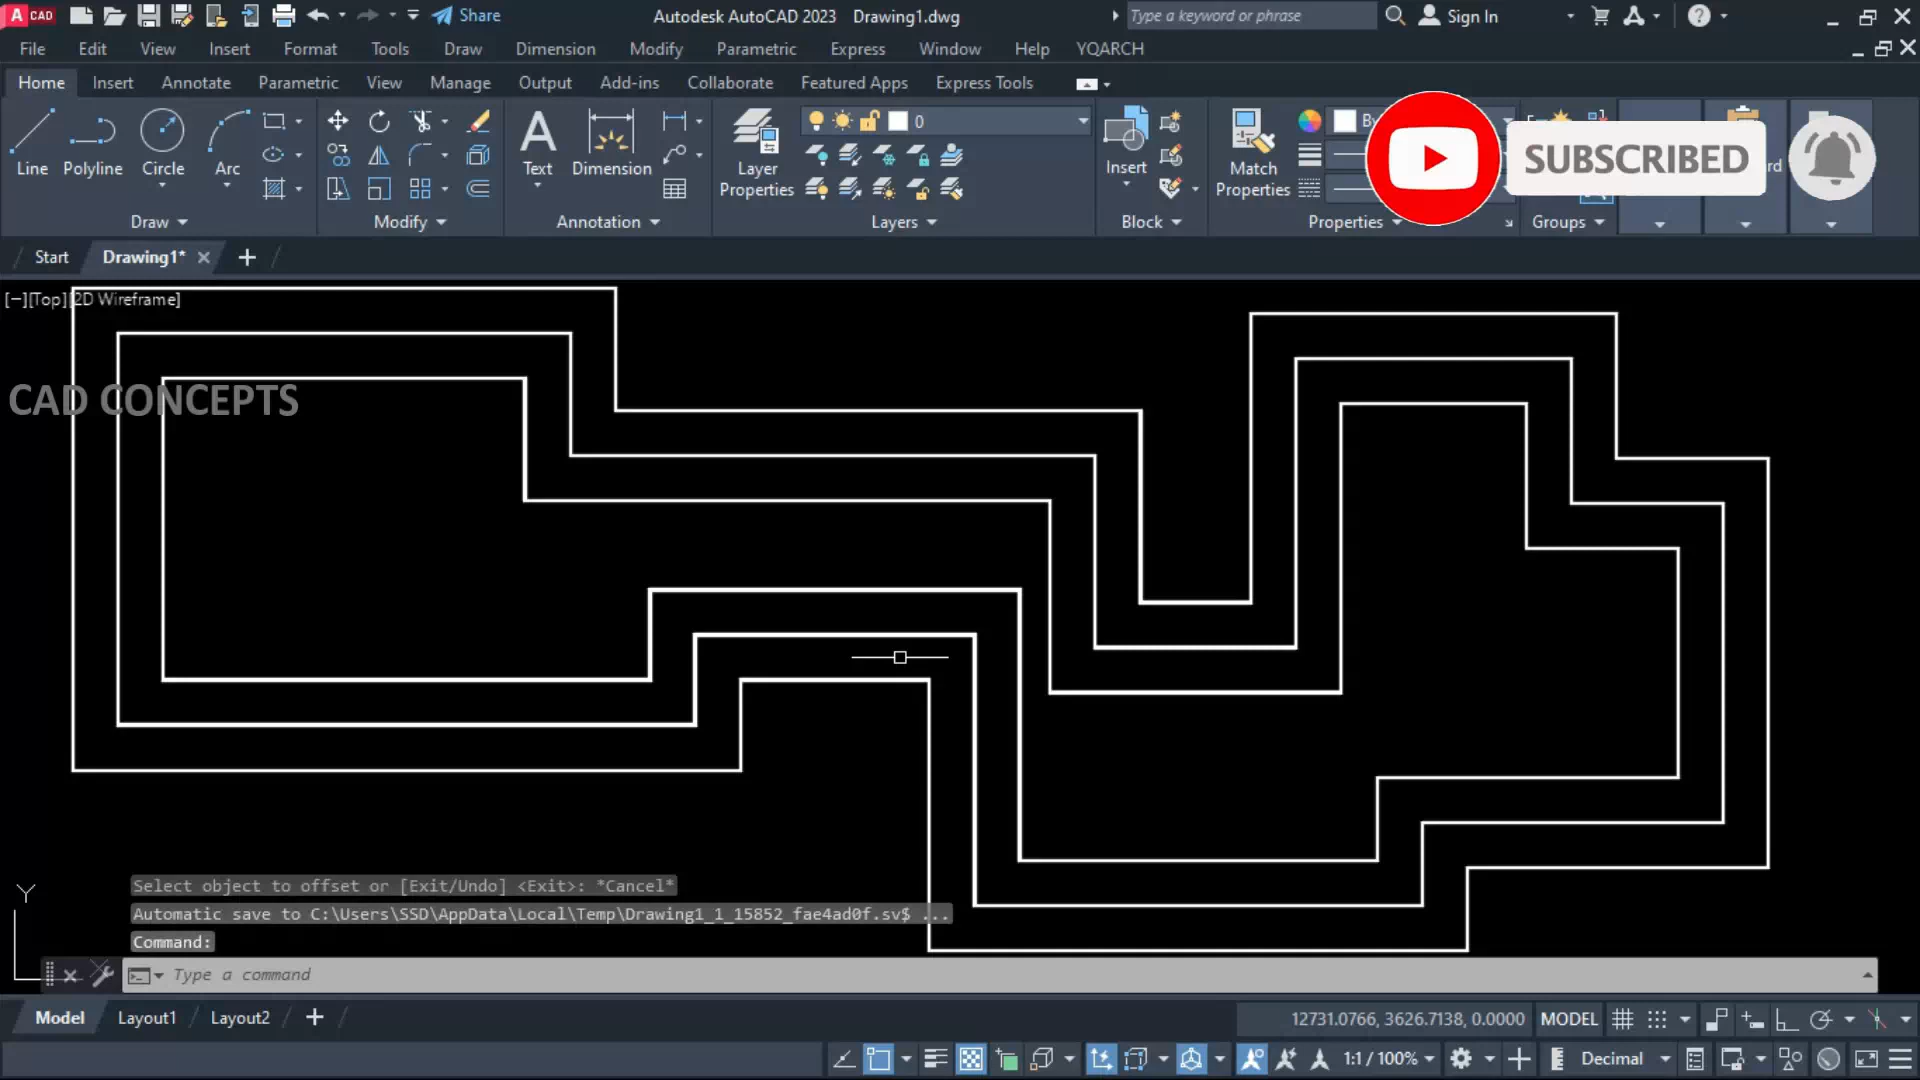 A CAD
Share
Autodesk AutoCAD 2023 Drawing1.dwg
Type a keyword or phrase
Sign In
File Edit View Insert Format Tools Draw Dimension Modify Parametric Express Window Help YQARCH
Home Insert Annotate Parametric View Manage Output Add-ins Collaborate Featured Apps Express Tools
0
Line Polyline Circle Arc
Text Dimension
Layer Properties
Insert
Match Properties
SUBSCRIBED
Draw Modify Annotation Layers Block Properties Groups
Start Drawing1* +
[−][Top][2D Wireframe]
CAD CONCEPTS
Select object to offset or [Exit/Undo] <Exit>: *Cancel*
Automatic save to C:\Users\SSD\AppData\Local\Temp\Drawing1_1_15852_fae4ad0f.sv$ ...
Command:
Y
Type a command
Model Layout1 Layout2 +
12731.0766, 3626.7138, 0.0000 MODEL
1:1 / 100% Decimal